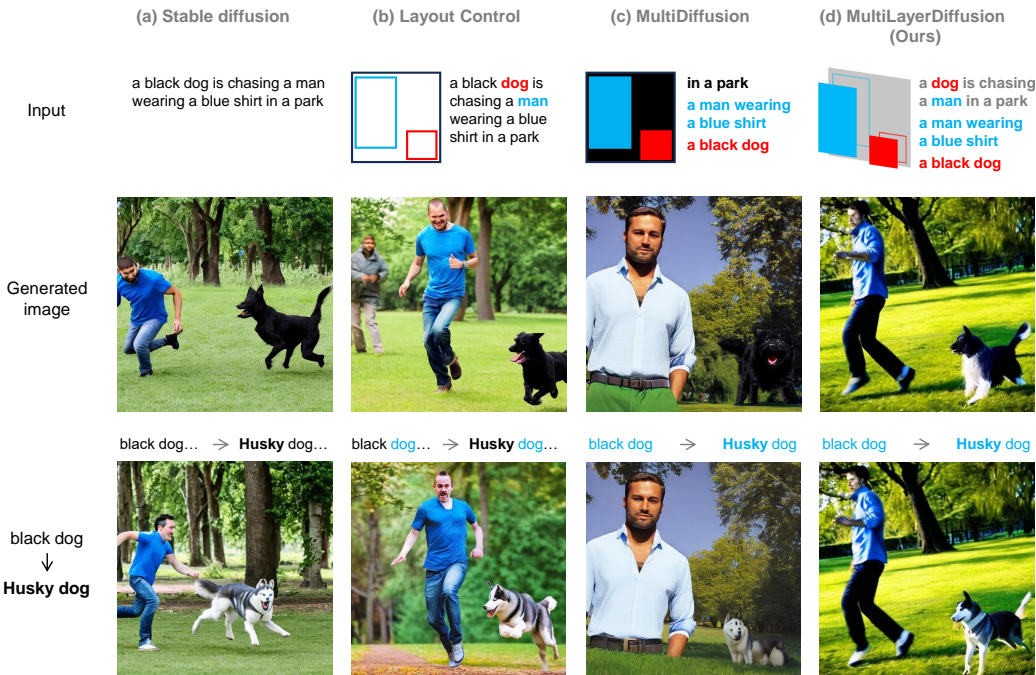 (a) Stable diffusion
(b) Layout Control
(c) MultiDiffusion
(d) MultiLayerDiffusion
(Ours)
Input
a black dog is chasing a man
wearing a blue shirt in a park
a black dog is
chasing a man
wearing a blue
shirt in a park
in a park
a man wearing
a blue shirt
a black dog
a dog is chasing
a man in a park
a man wearing
a blue shirt
a black dog
Generated
image
black dog… → Husky dog…
black dog… → Husky dog…
black dog → Husky dog
black dog → Husky dog
black dog
↓
Husky dog